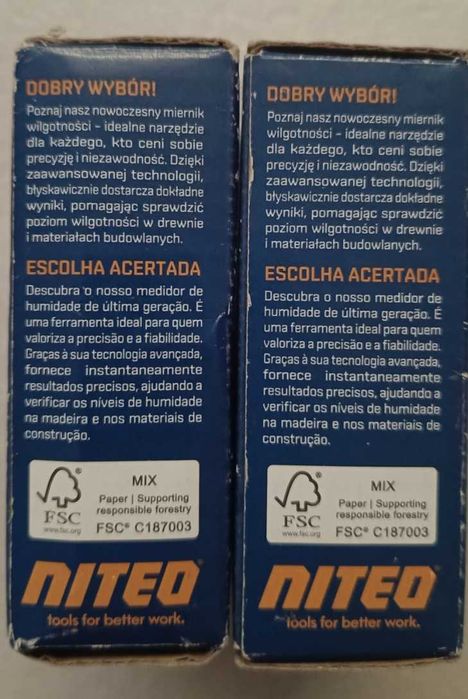 DOBRY WYBÓR!
Poznaj nasz nowoczesny miernik
wilgotności - idealne narzędzie
dla każdego, kto ceni sobie
precyzję i niezawodność. Dzięki
zaawansowanej technologii,
błyskawicznie dostarcza dokładne
wyniki, pomagając sprawdzić
poziom wilgotności w drewnie
i materiałach budowlanych.
ESCOLHA ACERTADA
Descubra o nosso medidor de
humidade de última geração. É
uma ferramenta ideal para quem
valoriza a precisão e a fiabilidade.
Graças à sua tecnologia avançada,
fornece instantaneamente
resultados precisos, ajudando a
verificar os níveis de humidade
na madeira e nos materiais de
construção.
FSC
www.fsc.org
MIX
Paper | Supporting
responsible forestry
FSC® C187003
NITEO
tools for better work.
DOBRY WYBÓR!
Poznaj nasz nowoczesny miernik
wilgotności - idealne narzędzie
dla każdego, kto ceni sobie
precyzję i niezawodność. Dzięki
zaawansowanej technologii,
błyskawicznie dostarcza dokładne
wyniki, pomagając sprawdzić
poziom wilgotności w drewnie
i materiałach budowlanych.
ESCOLHA ACERTADA
Descubra o nosso medidor de
humidade de última geração. É
uma ferramenta ideal para quem
valoriza a precisão e a fiabilidade.
Graças à sua tecnologia avançada,
fornece instantaneamente
resultados precisos, ajudando a
verificar os níveis de humidade
na madeira e nos materiais de
construção.
FSC
www.fsc.org
MIX
Paper | Supporting
responsible forestry
FSC® C187003
NITEO
tools for better work.